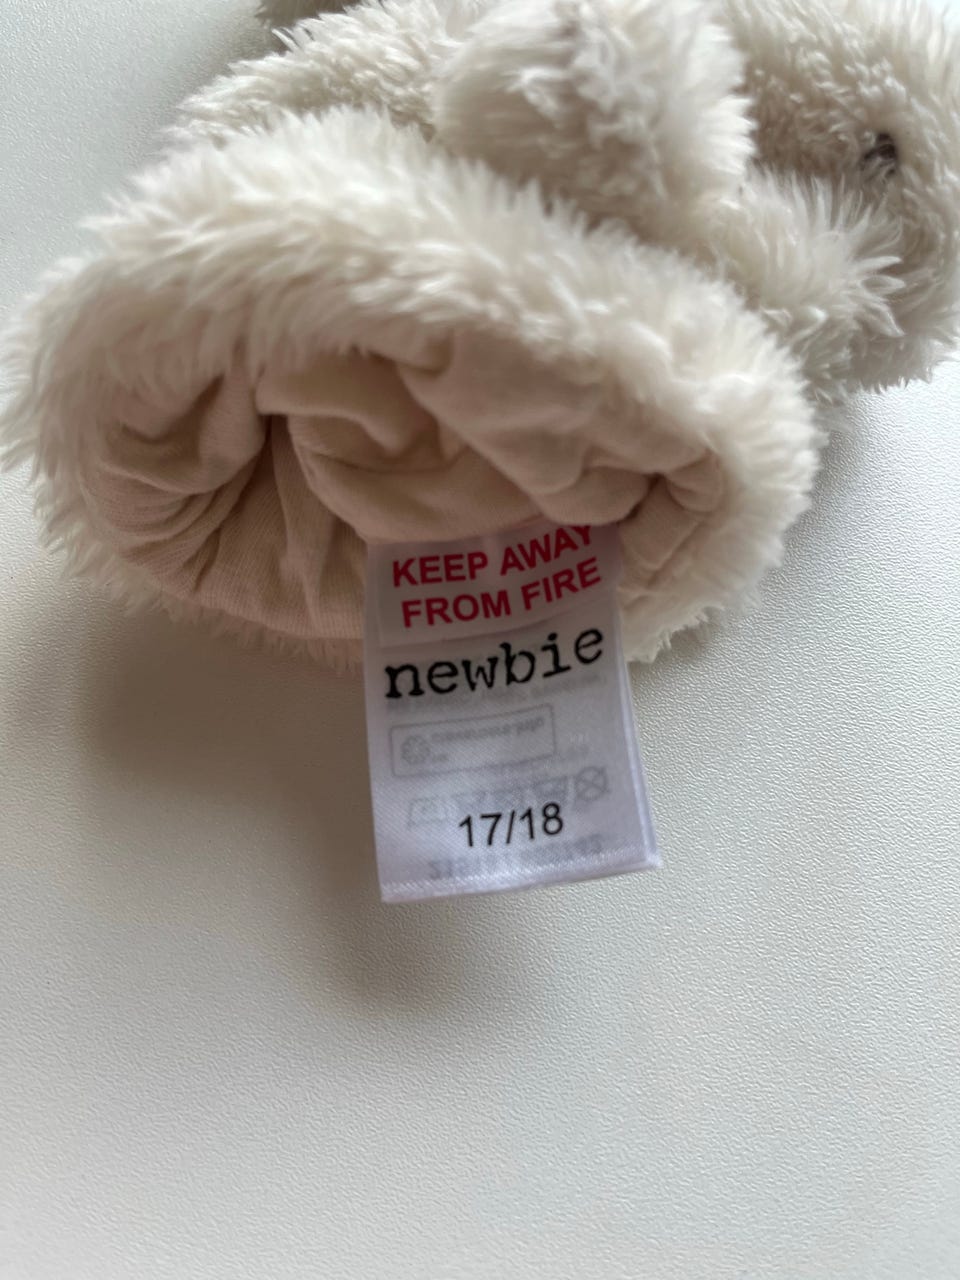 KEEP AWAY
FROM FIRE
newbie
17/18